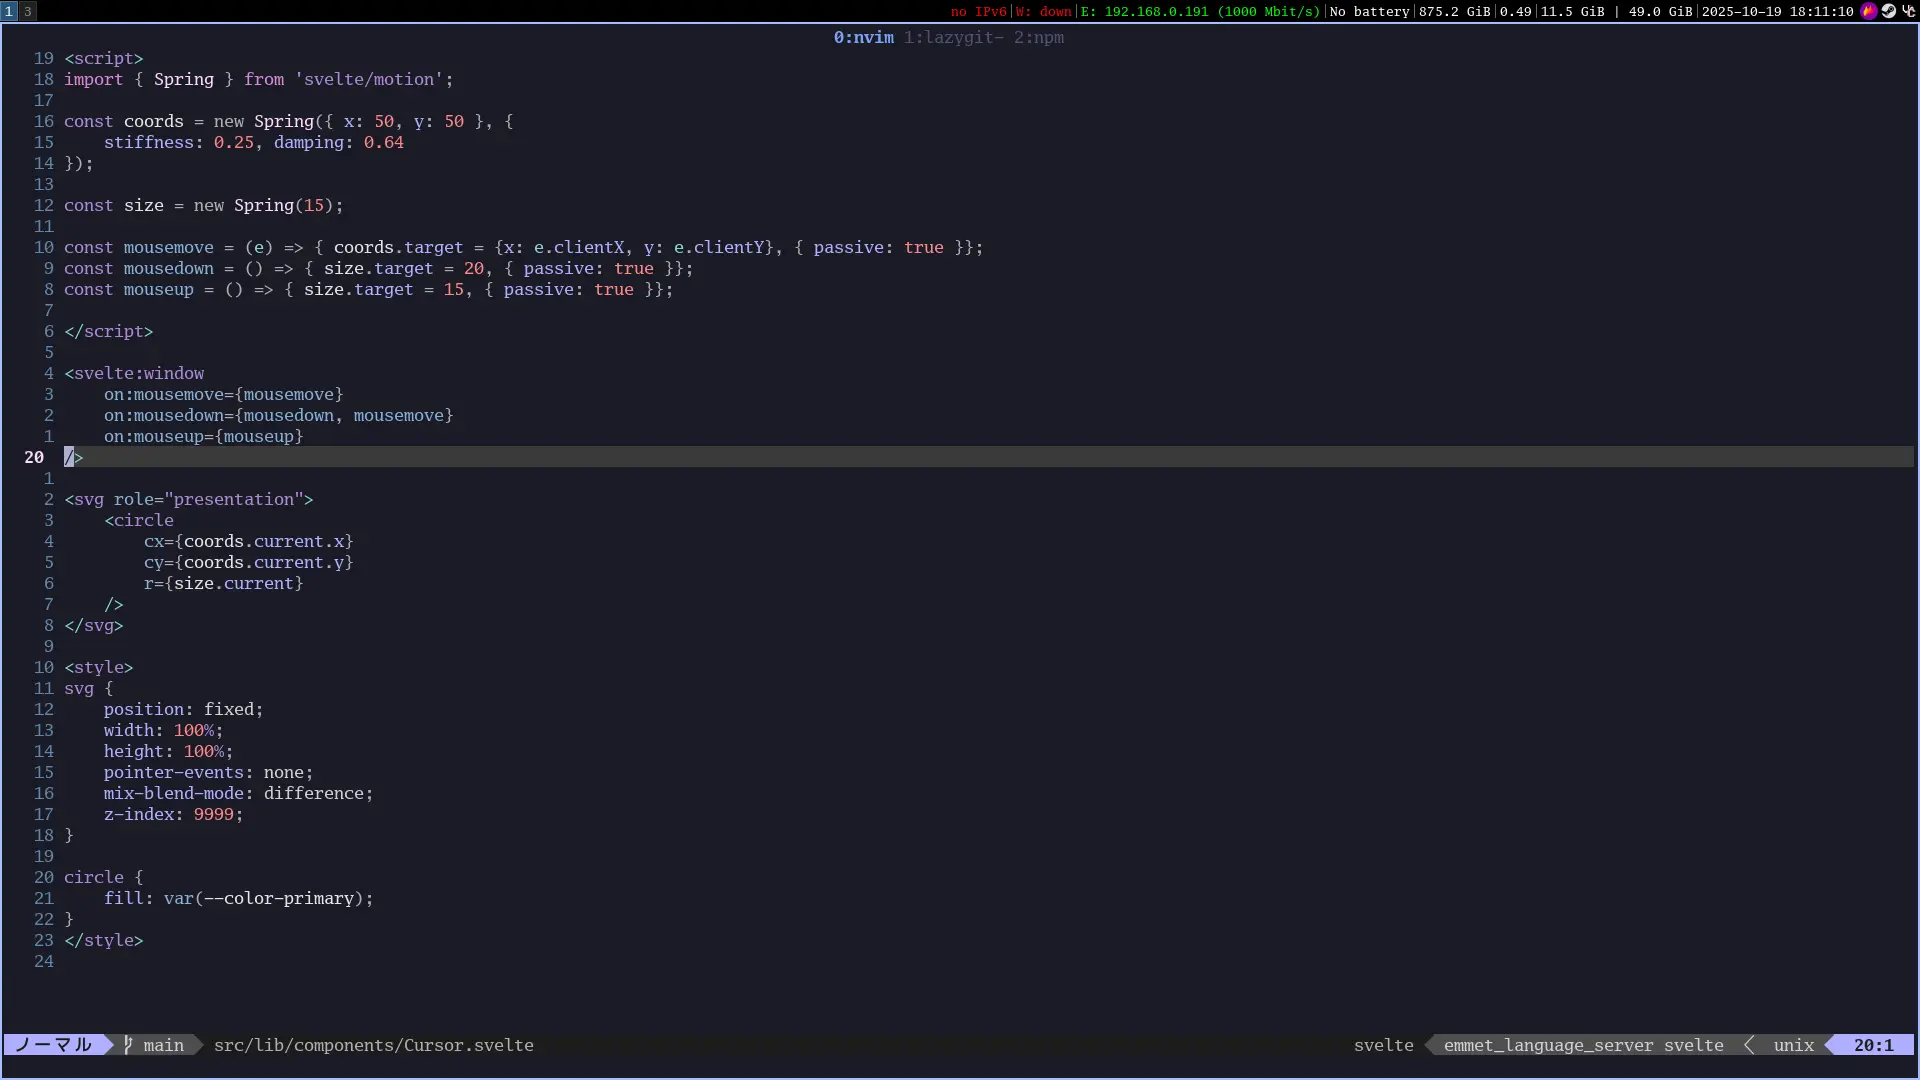 1 3 no IPv6|W: down|E: 192.168.0.191 (1000 Mbit/s)|No battery|875.2 GiB|0.49|11.5 GiB | 49.0 GiB|2025-10-19 18:11:10
0:nvim 1:lazygit- 2:npm
19 <script>
18 import { Spring } from 'svelte/motion';
17
16 const coords = new Spring({ x: 50, y: 50 }, {
15     stiffness: 0.25, damping: 0.64
14 });
13
12 const size = new Spring(15);
11
10 const mousemove = (e) => { coords.target = {x: e.clientX, y: e.clientY}, { passive: true }};
9 const mousedown = () => { size.target = 20, { passive: true }};
8 const mouseup = () => { size.target = 15, { passive: true }};
7
6 </script>
5
4 <svelte:window
3     on:mousemove={mousemove}
2     on:mousedown={mousedown, mousemove}
1     on:mouseup={mouseup}
20 />
1
2 <svg role="presentation">
3     <circle
4         cx={coords.current.x}
5         cy={coords.current.y}
6         r={size.current}
7     />
8 </svg>
9
10 <style>
11 svg {
12     position: fixed;
13     width: 100%;
14     height: 100%;
15     pointer-events: none;
16     mix-blend-mode: difference;
17     z-index: 9999;
18 }
19
20 circle {
21     fill: var(--color-primary);
22 }
23 </style>
24
ノーマル main src/lib/components/Cursor.svelte svelte emmet_language_server svelte unix 20:1